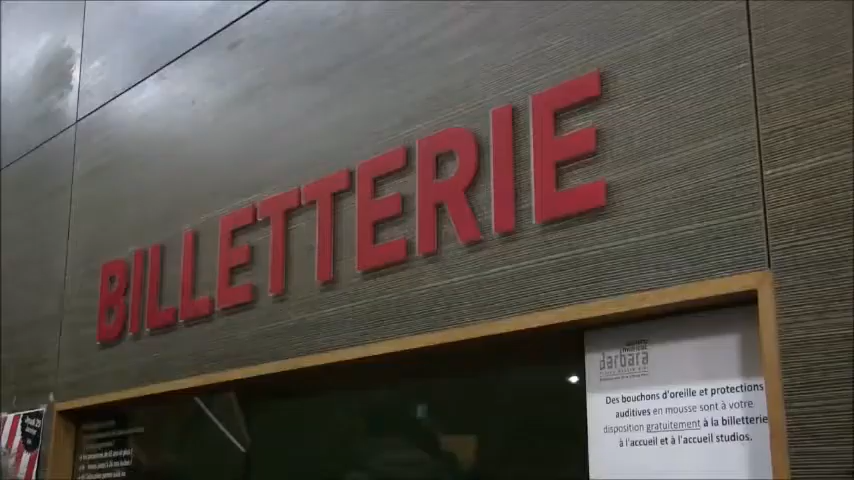 BILLETTERIE
barbara
Des bouchons d'oreille et protections
auditives en mousse sont à votre
disposition gratuitement à la billetterie
à l'accueil et à l'accueil studios.